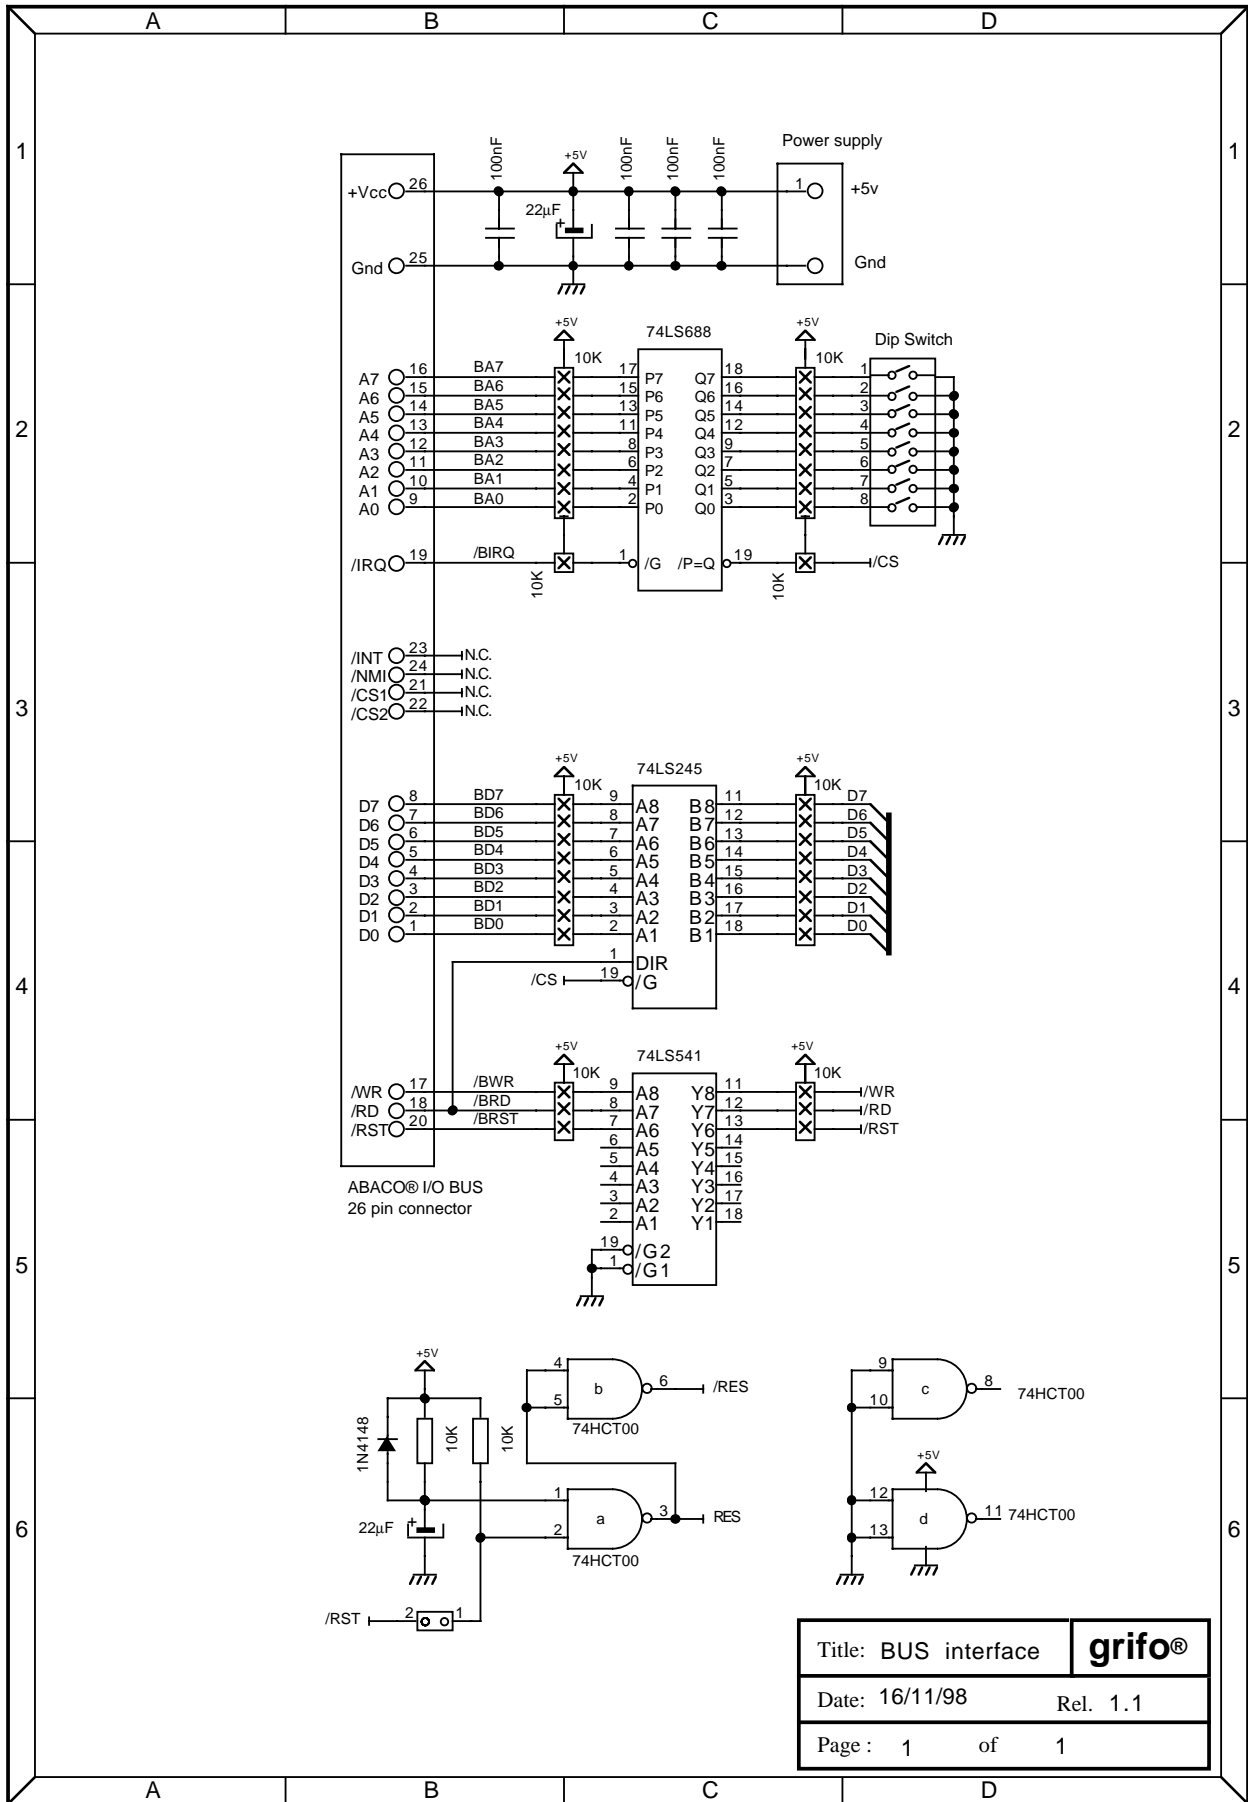 A B C D
1 1
Power supply
100nF +5V 100nF 100nF 100nF
+Vcc 26 1 +5v
22µF +
Gnd 25 Gnd
+5V 74LS688 +5V Dip Switch
10K 10K
A7 16 BA7 17 P7 Q7 18 1
A6 15 BA6 15 P6 Q6 16 2
A5 14 BA5 13 P5 Q5 14 3
2 A4 13 BA4 11 P4 Q4 12 4 2
A3 12 BA3 8 P3 Q3 9 5
A2 11 BA2 6 P2 Q2 7 6
A1 10 BA1 4 P1 Q1 5 7
A0 9 BA0 2 P0 Q0 3 8
/IRQ 19 /BIRQ 10K 1 /G /P=Q 19 10K /CS
/INT 23 N.C.
/NMI 24 N.C.
/CS1 21 N.C.
3 /CS2 22 N.C. 3
+5V 74LS245 +5V
10K 10K
D7 8 BD7 9 A8 B8 11 D7
D6 7 BD6 8 A7 B7 12 D6
D5 6 BD5 7 A6 B6 13 D5
D4 5 BD4 6 A5 B5 14 D4
D3 4 BD3 5 A4 B4 15 D3
D2 3 BD2 4 A3 B3 16 D2
D1 2 BD1 3 A2 B2 17 D1
D0 1 BD0 2 A1 B1 18 D0
1 DIR
4 /CS 19 /G 4
+5V 74LS541 +5V
10K 10K
/WR 17 /BWR 9 A8 Y8 11 /WR
/RD 18 /BRD 8 A7 Y7 12 /RD
/RST 20 /BRST 7 A6 Y6 13 /RST
6 A5 Y5 14
5 A4 Y4 15
4 A3 Y3 16
3 A2 Y2 17
2 A1 Y1 18
ABACO® I/O BUS
26 pin connector
19 /G2
5 1 /G1 5
+5V 4 b 6 /RES 9 c 8 74HCT00
5 10
74HCT00
1N4148 10K 10K
+5V
1 a 3 RES 12 d 11 74HCT00
6 22µF + 2 13 6
74HCT00
/RST 2 1
Title: BUS interface grifo®
Date: 16/11/98 Rel. 1.1
Page : 1 of 1
A B C D